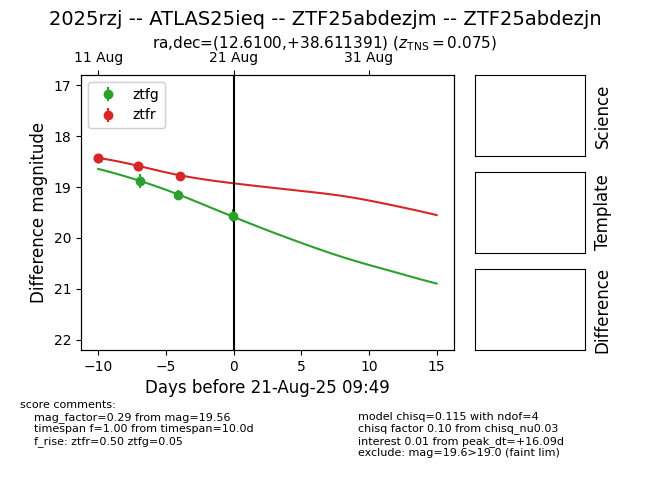 2025rzj -- ATLAS25ieq -- ZTF25abdezjm -- ZTF25abdezjn
ra,dec=(12.6100,+38.611391) (z_TNS = 0.075)
11 Aug 21 Aug 31 Aug
ztfg
ztfr
17
18
19
20
21
22
Difference magnitude
−10 −5 0 5 10 15
Days before 21-Aug-25 09:49
Science
Template
Difference
score comments:
mag_factor=0.29 from mag=19.56
timespan f=1.00 from timespan=10.0d
f_rise: ztfr=0.50 ztfg=0.05
model chisq=0.115 with ndof=4
chisq factor 0.10 from chisq_nu0.03
interest 0.01 from peak_dt=+16.09d
exclude: mag=19.6>19.0 (faint lim)